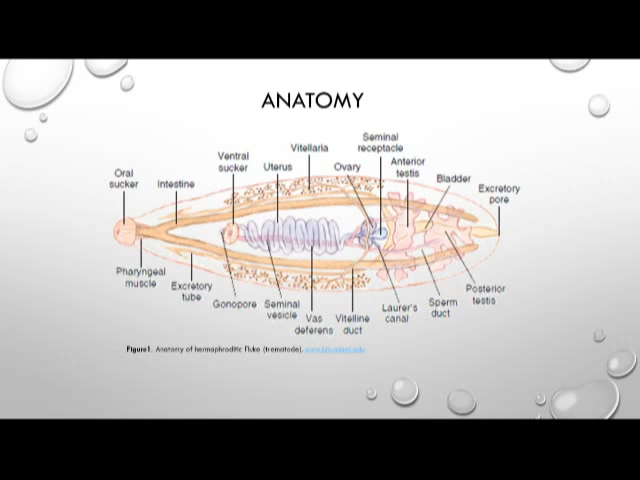 ANATOMY
Seminal
receptacle
Vitellaria
Ventral
sucker
Uterus
Ovary
Anterior
testis
Oral
sucker
Intestine
Bladder
Excretory
pore
Pharyngeal
muscle
Excretory
tube
Gonopore
Seminal
vesicle
Vas
deferens
Vitelline
duct
Laurer's
canal
Sperm
duct
Posterior
testis
Figure1. Anatomy of hermaphroditic Fluke (trematode).